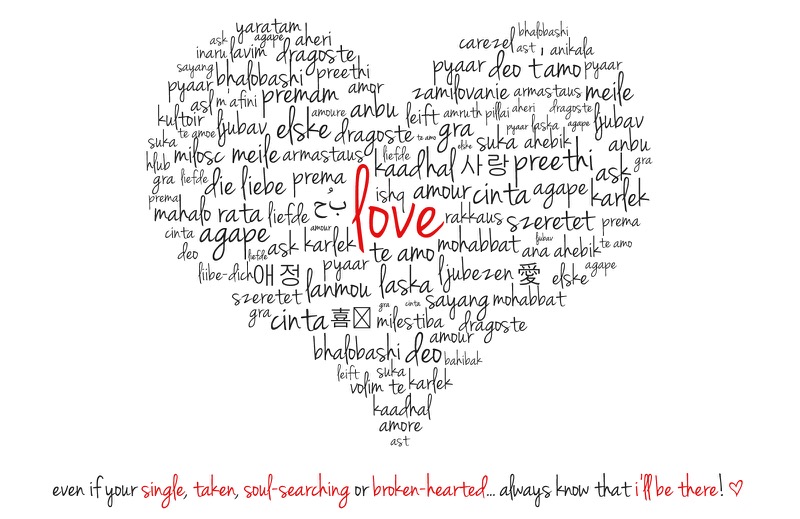 yaratam
ask agape aheri
inaru lavim dragoste
sayang bhalobashi preethi
pyaar amor
asl m,afini premam amoure anbu
kultoir ljubav elske dragoste te amo
suka te amoe liefde
hlub milosc meile armastaus
gra liefde die liebe prema
premal
mahalo rata liefde حُب
cinta agape amour
deo liefde ask karlek
carezel bhalobashi
ast , anikala
pyaar deo tamo pyaar
zamilovanie armastaus meile
leift amruth pillai aheri dragoste
gra pyaar laska agape ljubav
elske suka ahebik anbu
kaadhal 사랑 preethi ask gra
ishq amour cinta agape karlek
love rakkaus szeretet prema
te amo mohabbat ljubav ana ahebik te amo
liibe-dich 애정 pyaar ljubezen 愛 elske agape
szeretet lanmou laska sayang mohabbat
gra cinta 喜 gra cinta milestiba dragoste
amour
bhalobashi deo bahibak
leift suka
volim te karlek
kaadhal
amore
ast
even if your single, taken, soul-searching or broken-hearted... always know that i'll be there! ♡